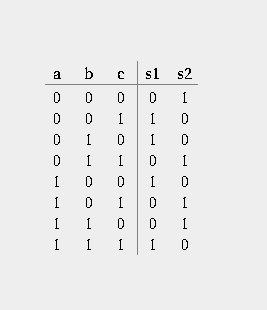 a b c s1 s2
0 0 0 0 1
0 0 1 1 0
0 1 0 1 0
0 1 1 0 1
1 0 0 1 0
1 0 1 0 1
1 1 0 0 1
1 1 1 1 0